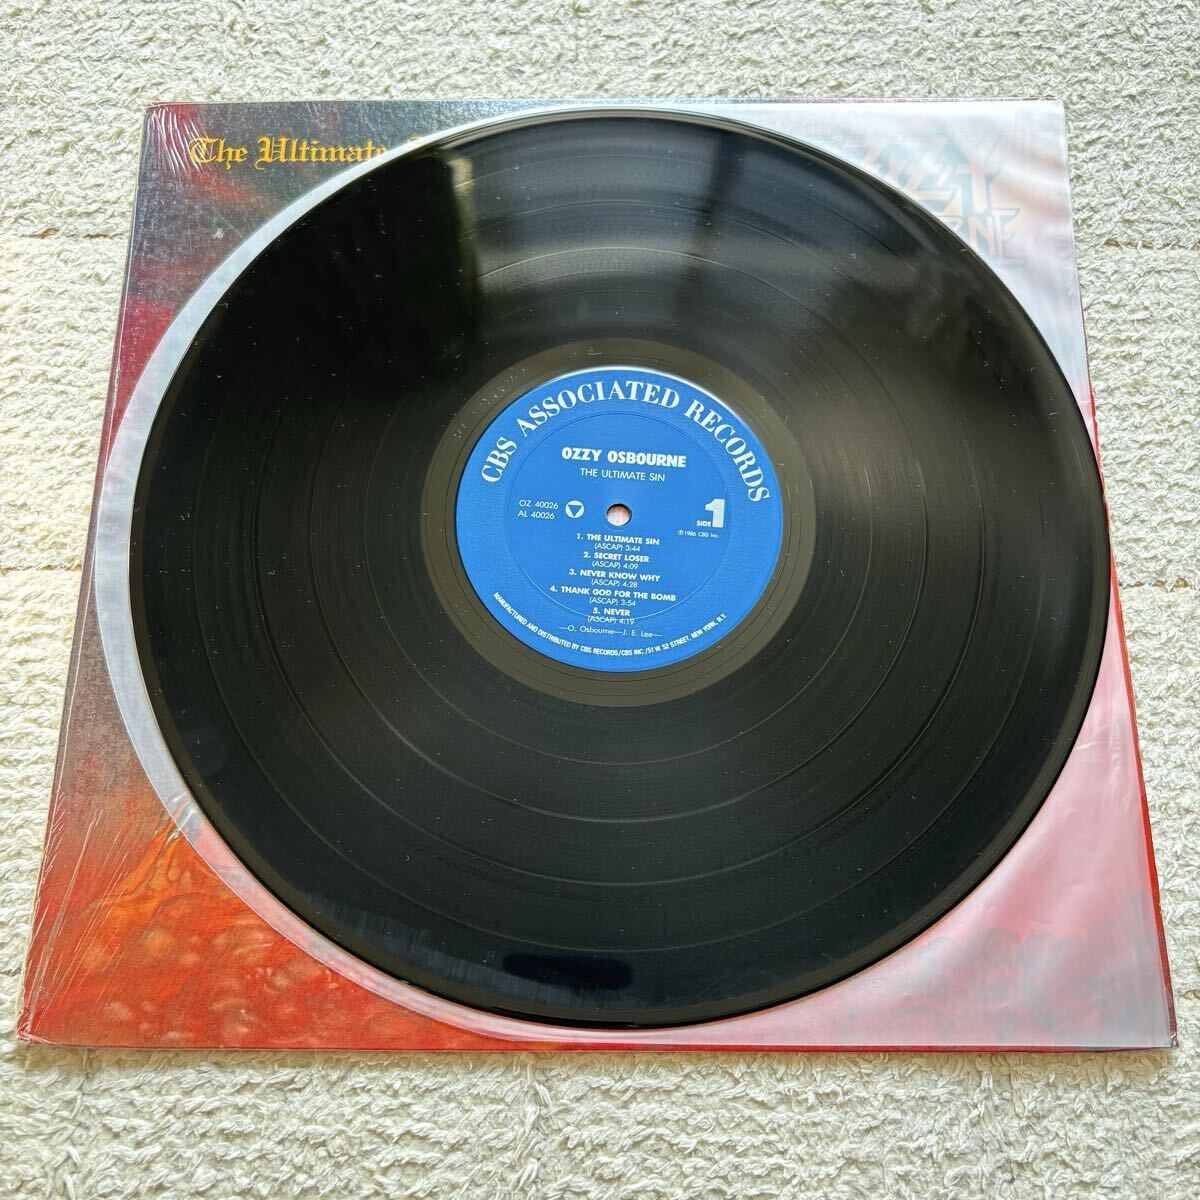 The Ultimate
ZZY
RNE
CBS ASSOCIATED RECORDS
OZZY OSBOURNE
THE ULTIMATE SIN
OZ 40026
AL 40026
SIDE 1
℗1986 CBS Inc.
1. THE ULTIMATE SIN
(ASCAP) 3:44
2. SECRET LOSER
(ASCAP) 4:09
3. NEVER KNOW WHY
(ASCAP) 4:28
4. THANK GOD FOR THE BOMB
(ASCAP) 3:54
5. NEVER
(ASCAP) 4:19
—O. Osbourne—J. E. Lee—
MANUFACTURED AND DISTRIBUTED BY CBS RECORDS/CBS INC./51 W. 52 STREET, NEW YORK, N.Y.